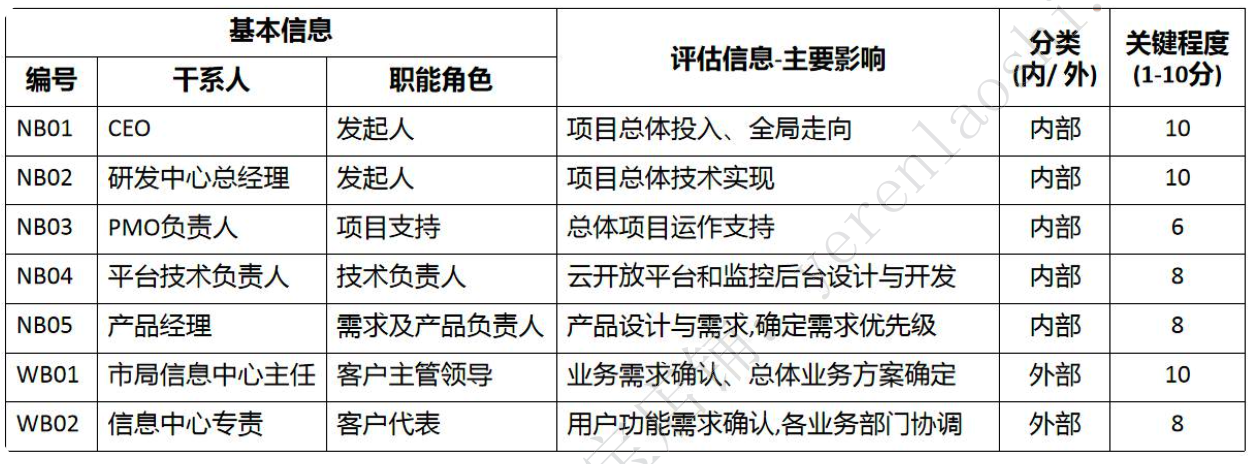 基本信息 评估信息-主要影响 分类 (内/ 外) 关键程度 (1-10分)
编号 干系人 职能角色
NB01 CEO 发起人 项目总体投入、全局走向 内部 10
NB02 研发中心总经理 发起人 项目总体技术实现 内部 10
NB03 PMO负责人 项目支持 总体项目运作支持 内部 6
NB04 平台技术负责人 技术负责人 云开放平台和监控后台设计与开发 内部 8
NB05 产品经理 需求及产品负责人 产品设计与需求,确定需求优先级 内部 8
WB01 市局信息中心主任 客户主管领导 业务需求确认、总体业务方案确定 外部 10
WB02 信息中心专责 客户代表 用户功能需求确认,各业务部门协调 外部 8
店铺: yerenlaoshi.